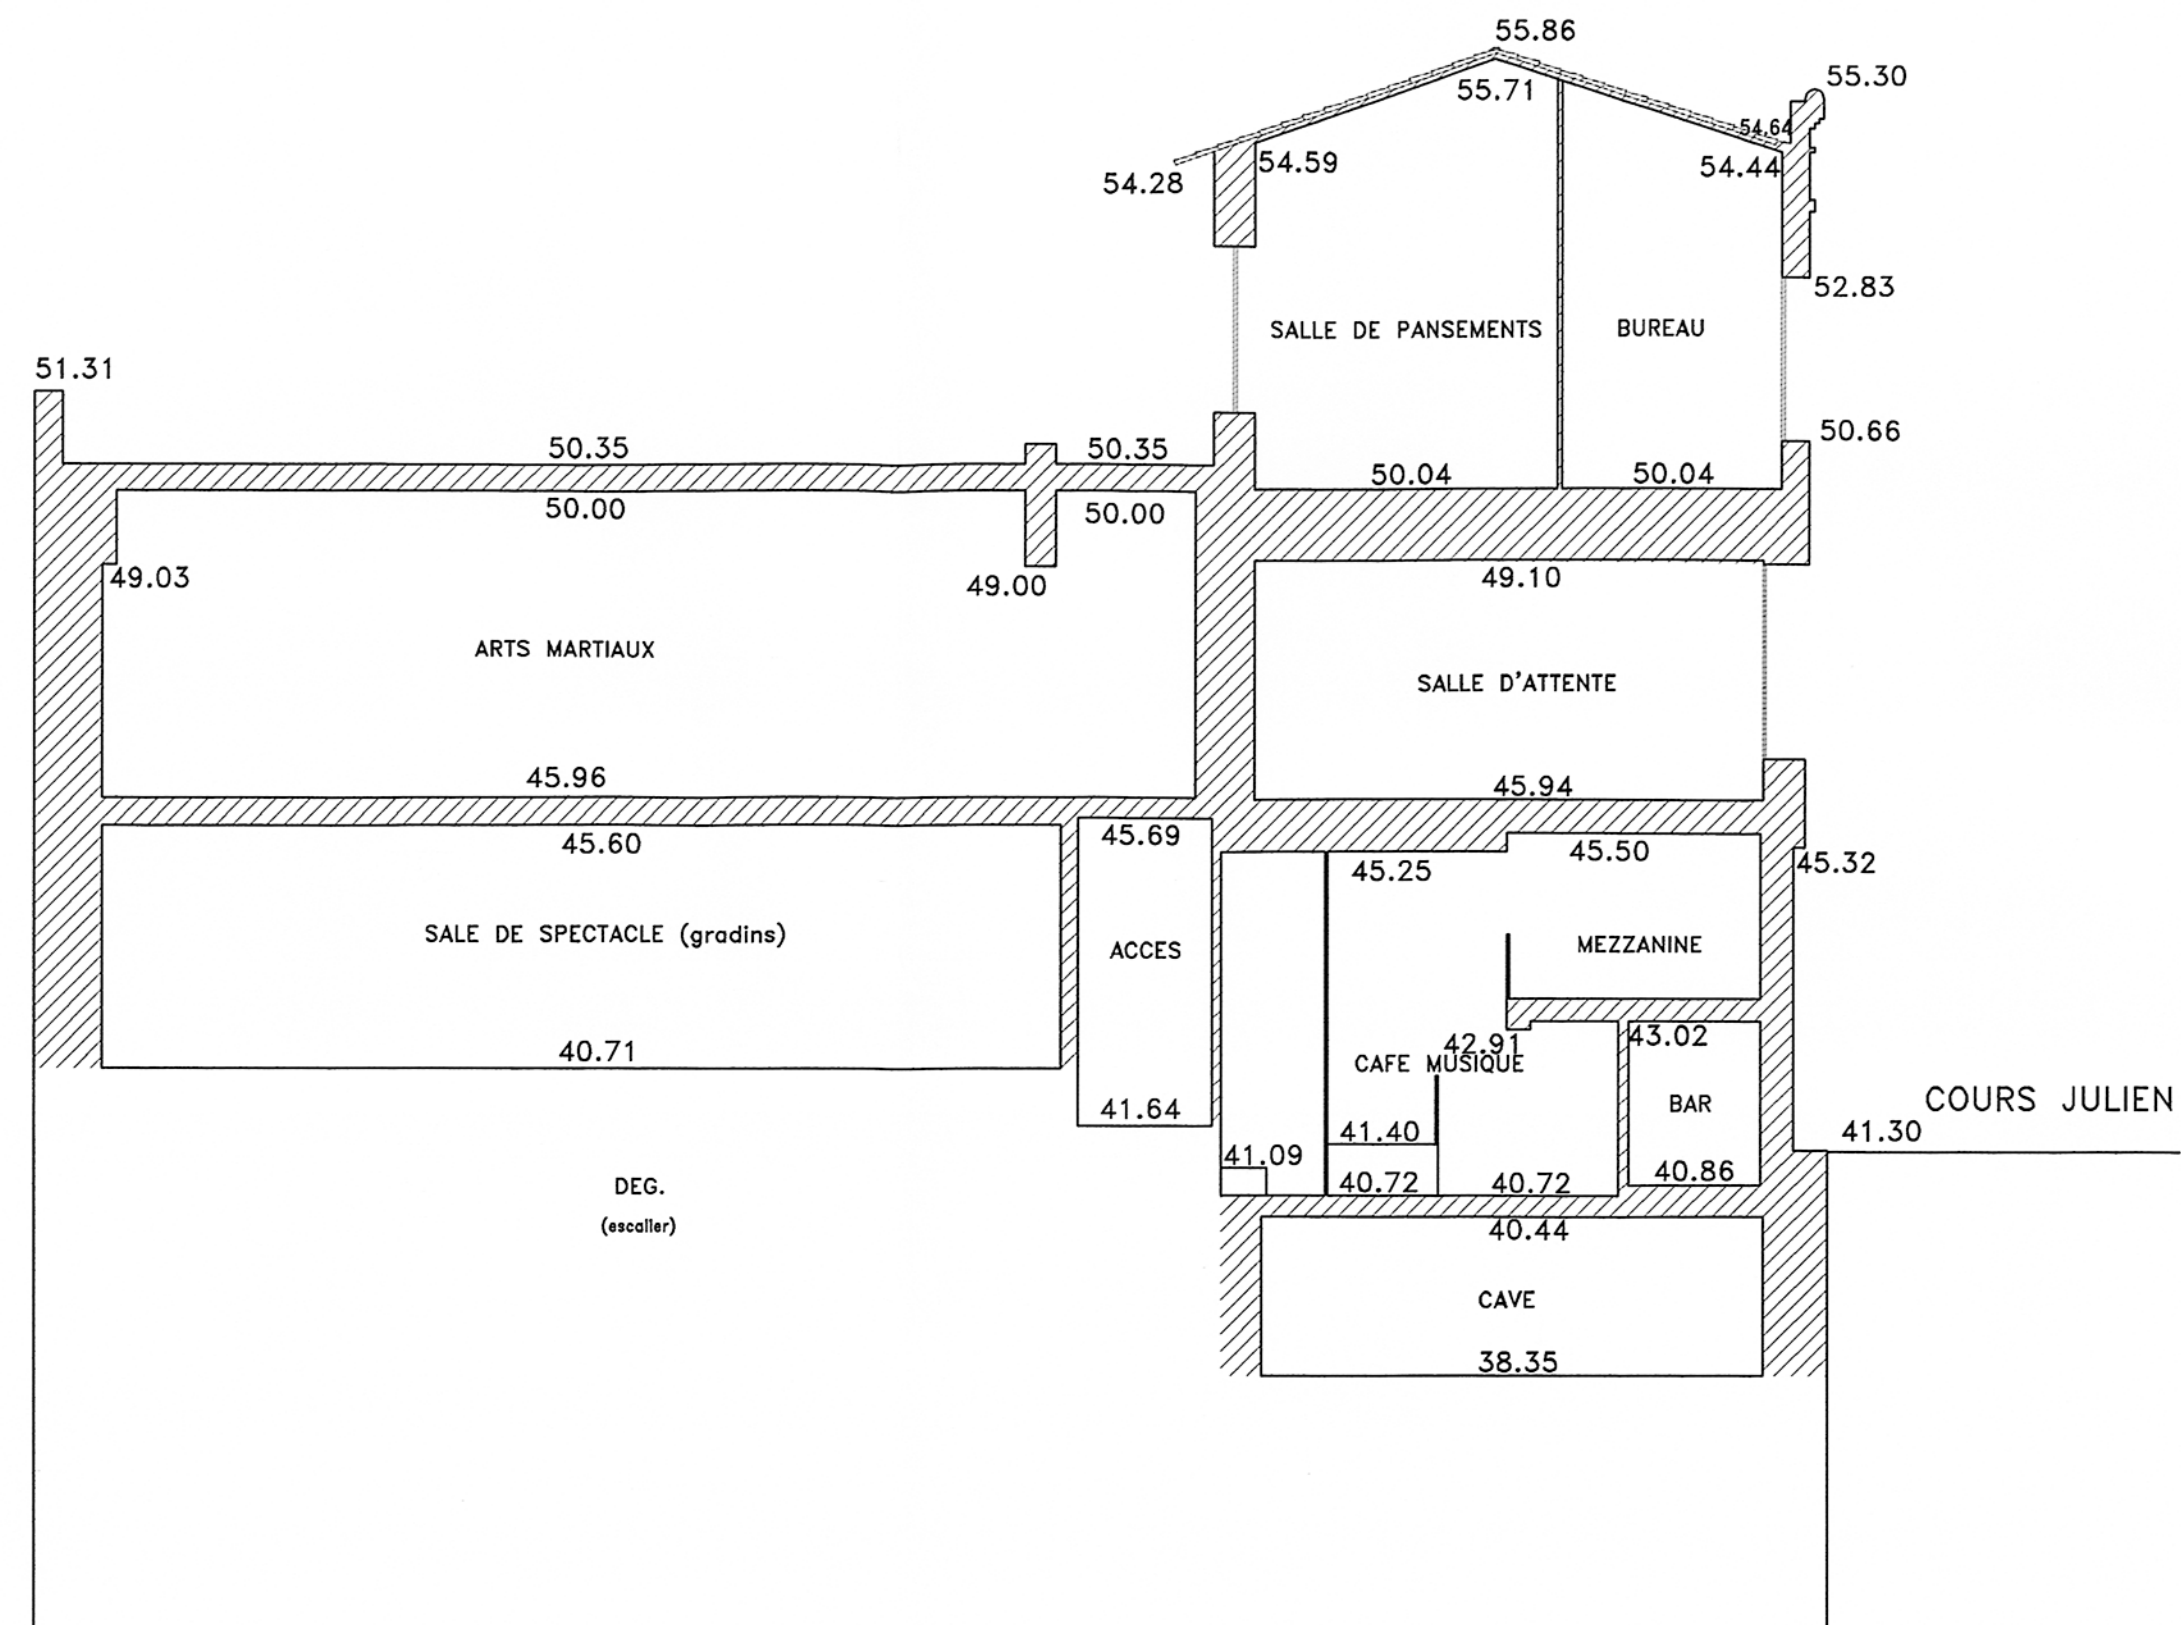 55.86
55.30
55.71
54.64
54.28
54.59
54.44
52.83
SALLE DE PANSEMENTS
BUREAU
51.31
50.66
50.35
50.35
50.04
50.04
50.00
50.00
49.03
49.00
49.10
ARTS MARTIAUX
SALLE D'ATTENTE
45.96
45.94
45.60
45.69
45.25
45.50
45.32
SALE DE SPECTACLE (gradins)
ACCES
MEZZANINE
42.91
43.02
40.71
CAFE MUSIQUE
BAR
COURS JULIEN
41.64
41.40
41.30
41.09
40.72
40.72
40.86
DEG.
(escalier)
40.44
CAVE
38.35